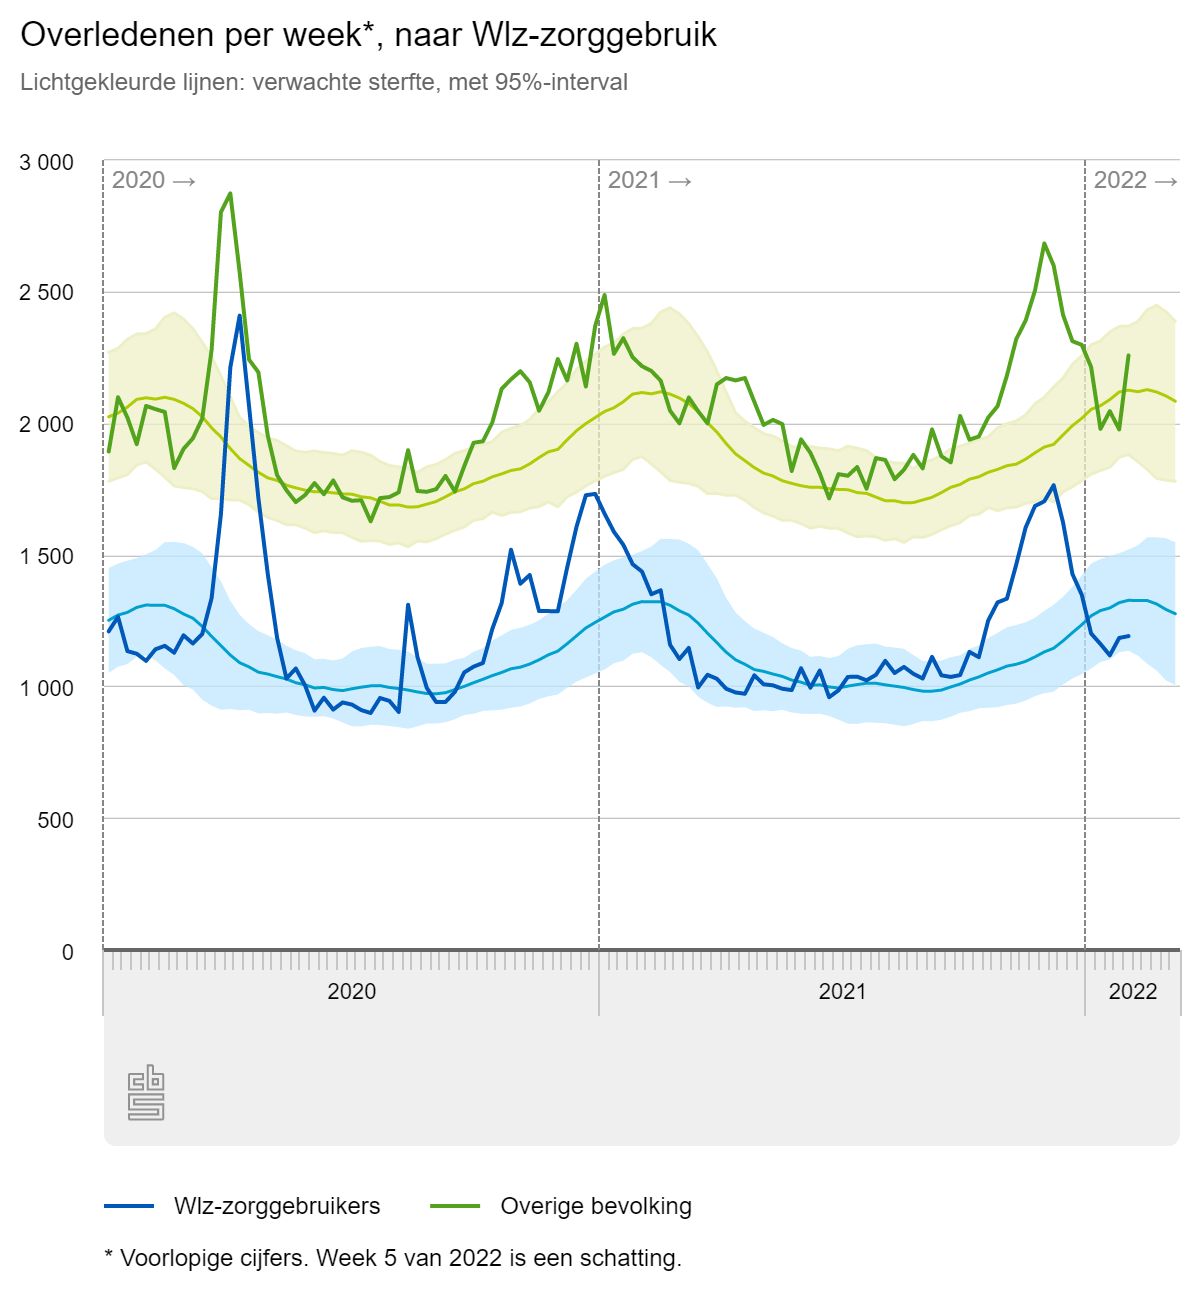 Overledenen per week*, naar Wlz-zorggebruik
Lichtgekleurde lijnen: verwachte sterfte, met 95%-interval
3 000
2020 → 2021 → 2022 →
2 500
2 000
1 500
1 000
500
0
2020 2021 2022
cbs
Wlz-zorggebruikers Overige bevolking
* Voorlopige cijfers. Week 5 van 2022 is een schatting.